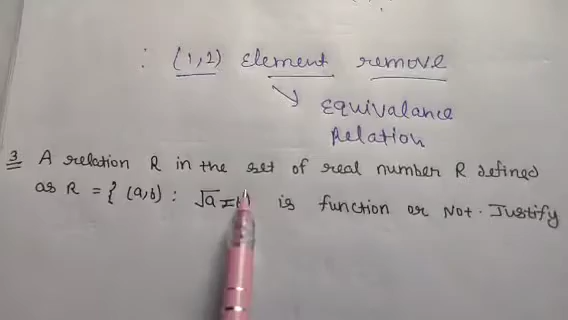 ∴ (1,2) Element remove
Equivalance
Relation
3 A relation R in the set of real number R defined
as R = { (a,b) : √a = is function or Not. Justify